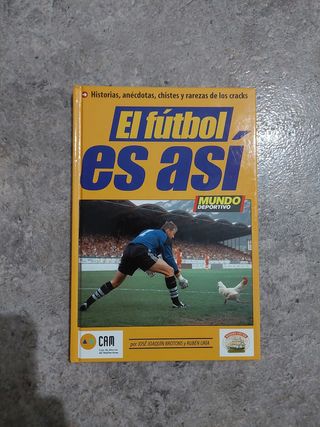 Historias, anécdotas, chistes y rarezas de los cracks
El fútbol
es así
MUNDO
DEPORTIVO
CAM
por JOSÉ JOAQUÍN BROTONS y RUBÉN URÍA